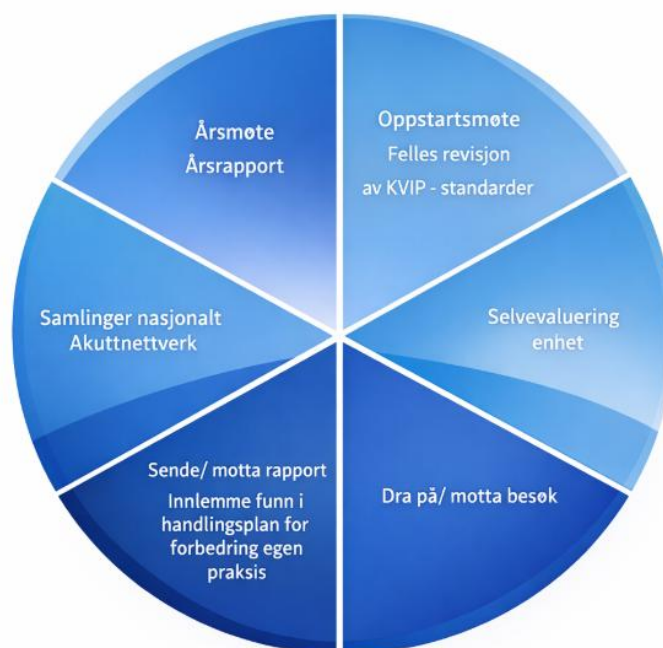 Årsmøte
Årsrapport
Oppstartsmøte
Felles revisjon
av KVIP - standarder
Samlinger nasjonalt
Akuttnettverk
Selvevaluering
enhet
Sende/ motta rapport
Innlemme funn i
handlingsplan for
forbedring egen
praksis
Dra på/ motta besøk